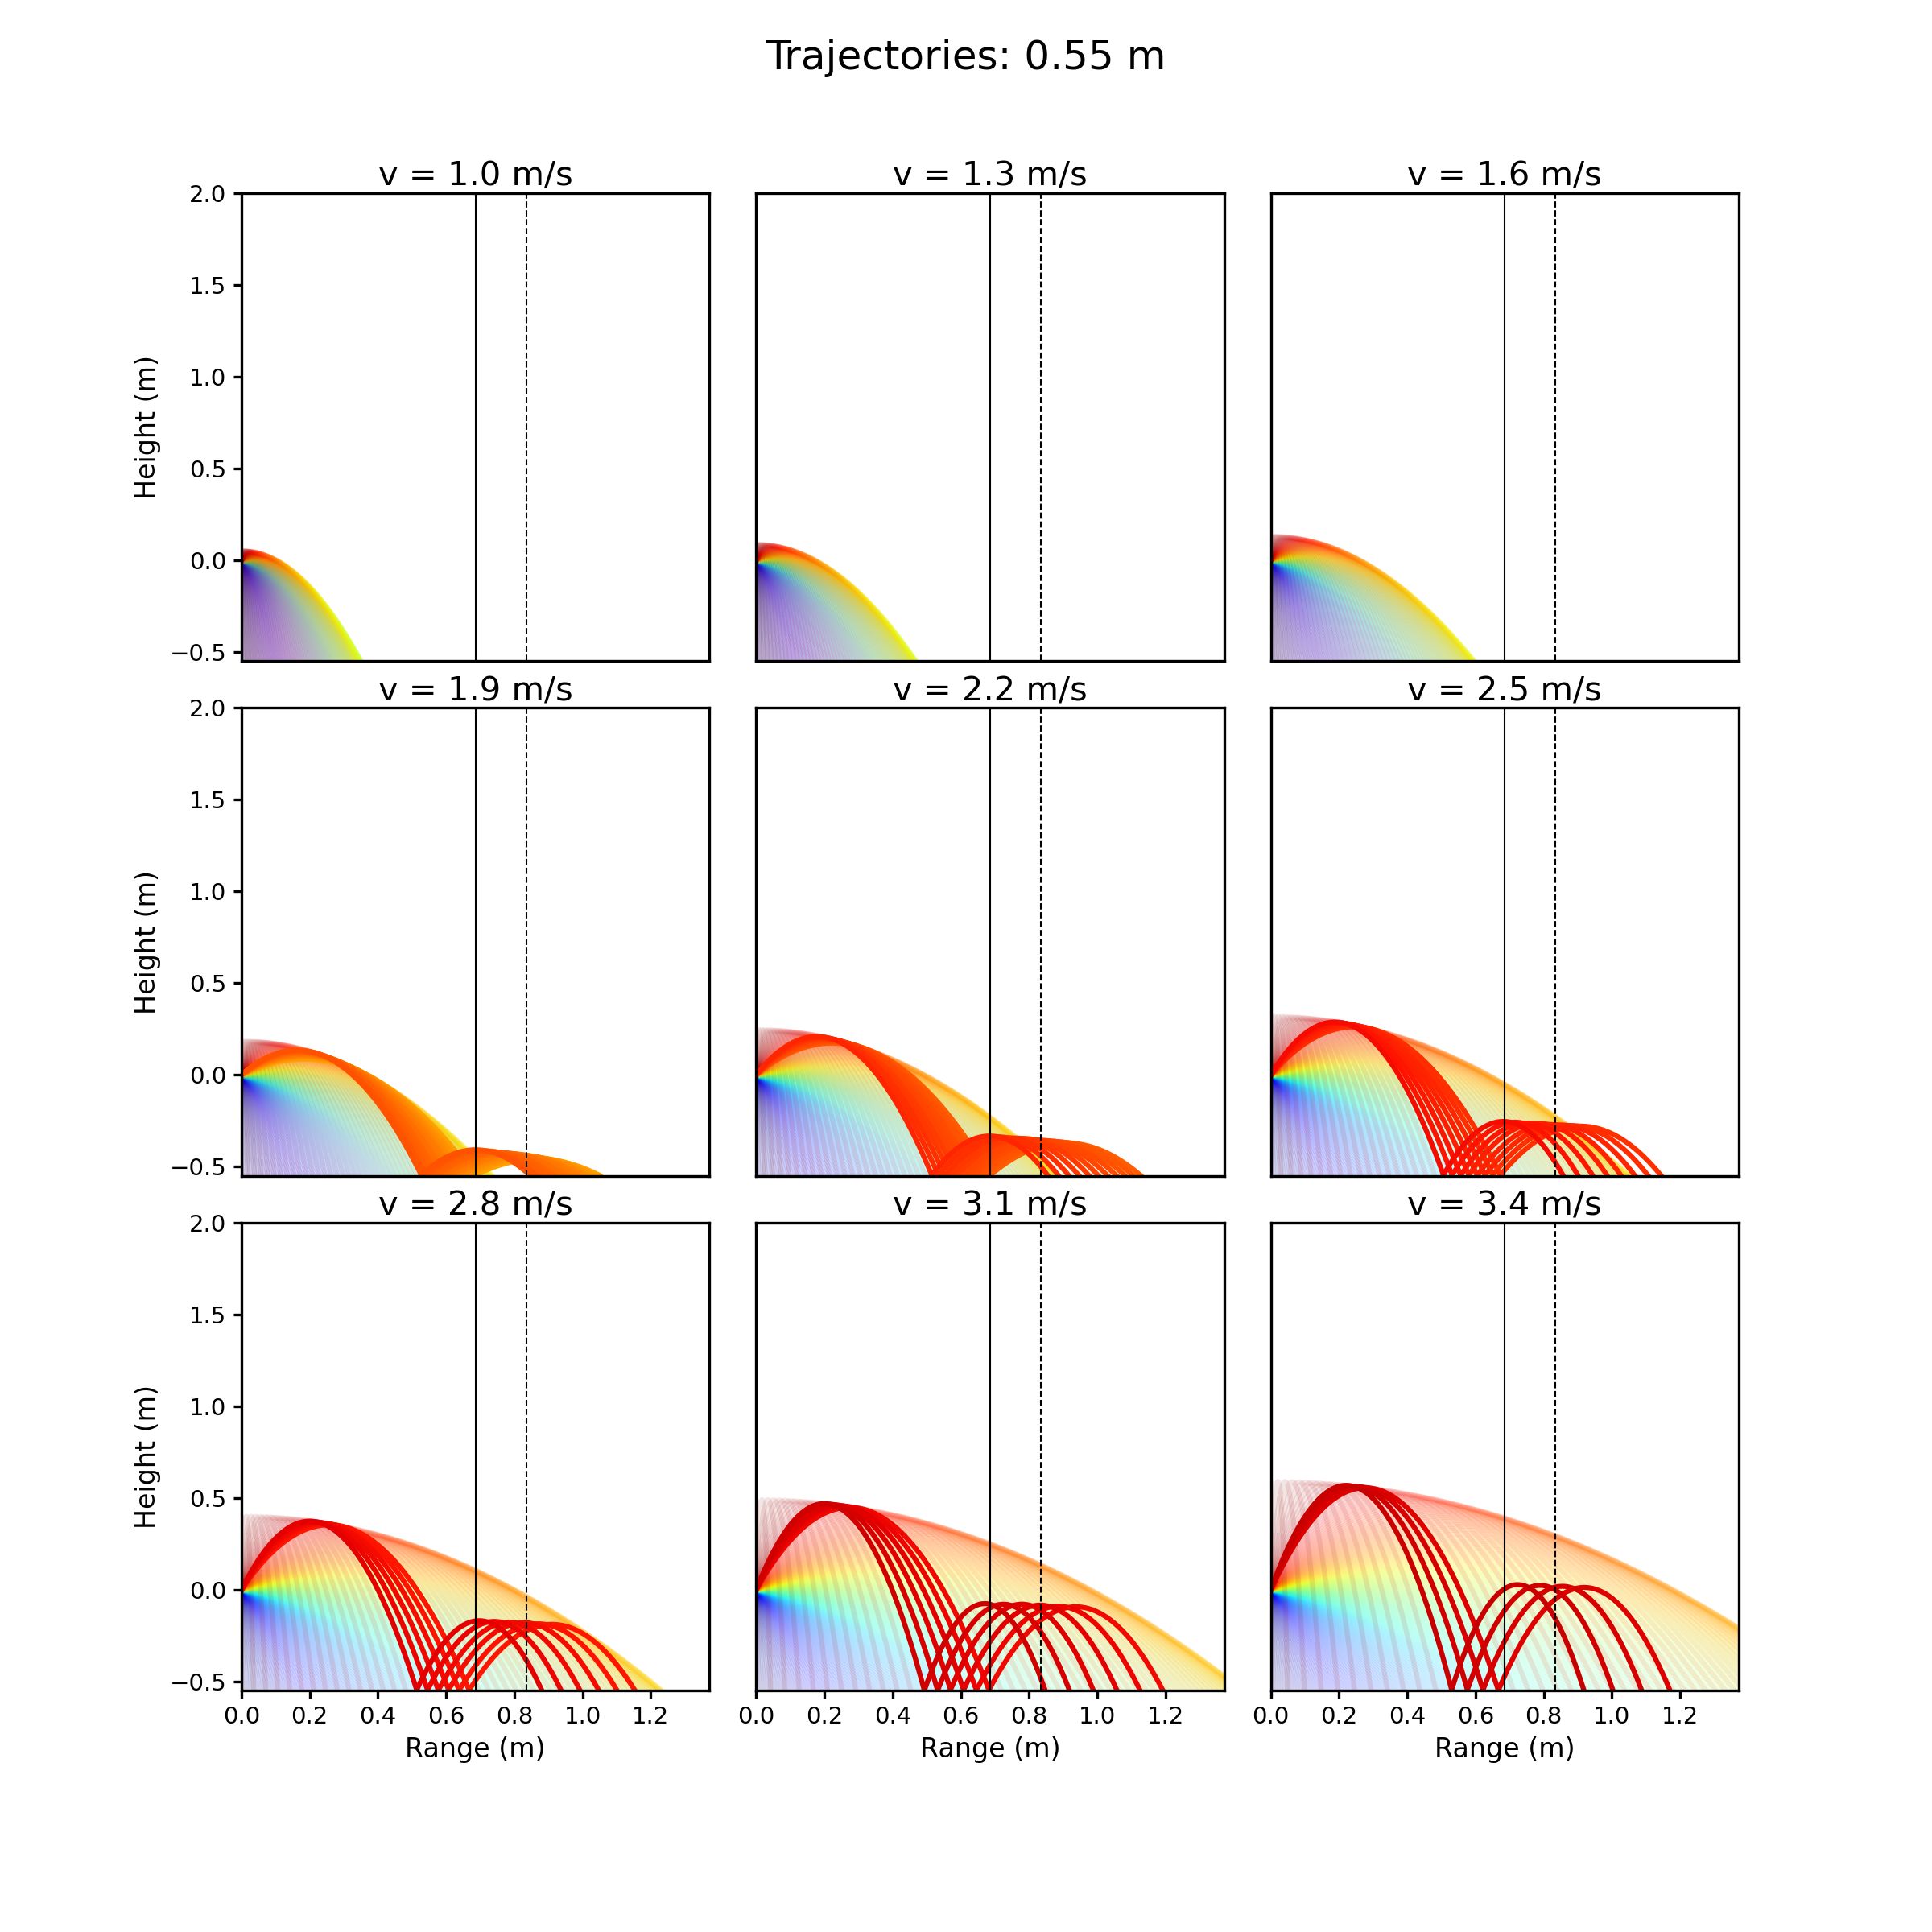 Trajectories: 0.55 m
v = 1.0 m/s
v = 1.3 m/s
v = 1.6 m/s
2.0
1.5
1.0
0.5
0.0
−0.5
Height (m)
v = 1.9 m/s
v = 2.2 m/s
v = 2.5 m/s
2.0
1.5
1.0
0.5
0.0
−0.5
Height (m)
v = 2.8 m/s
v = 3.1 m/s
v = 3.4 m/s
2.0
1.5
1.0
0.5
0.0
−0.5
Height (m)
0.0 0.2 0.4 0.6 0.8 1.0 1.2
0.0 0.2 0.4 0.6 0.8 1.0 1.2
0.0 0.2 0.4 0.6 0.8 1.0 1.2
Range (m)
Range (m)
Range (m)